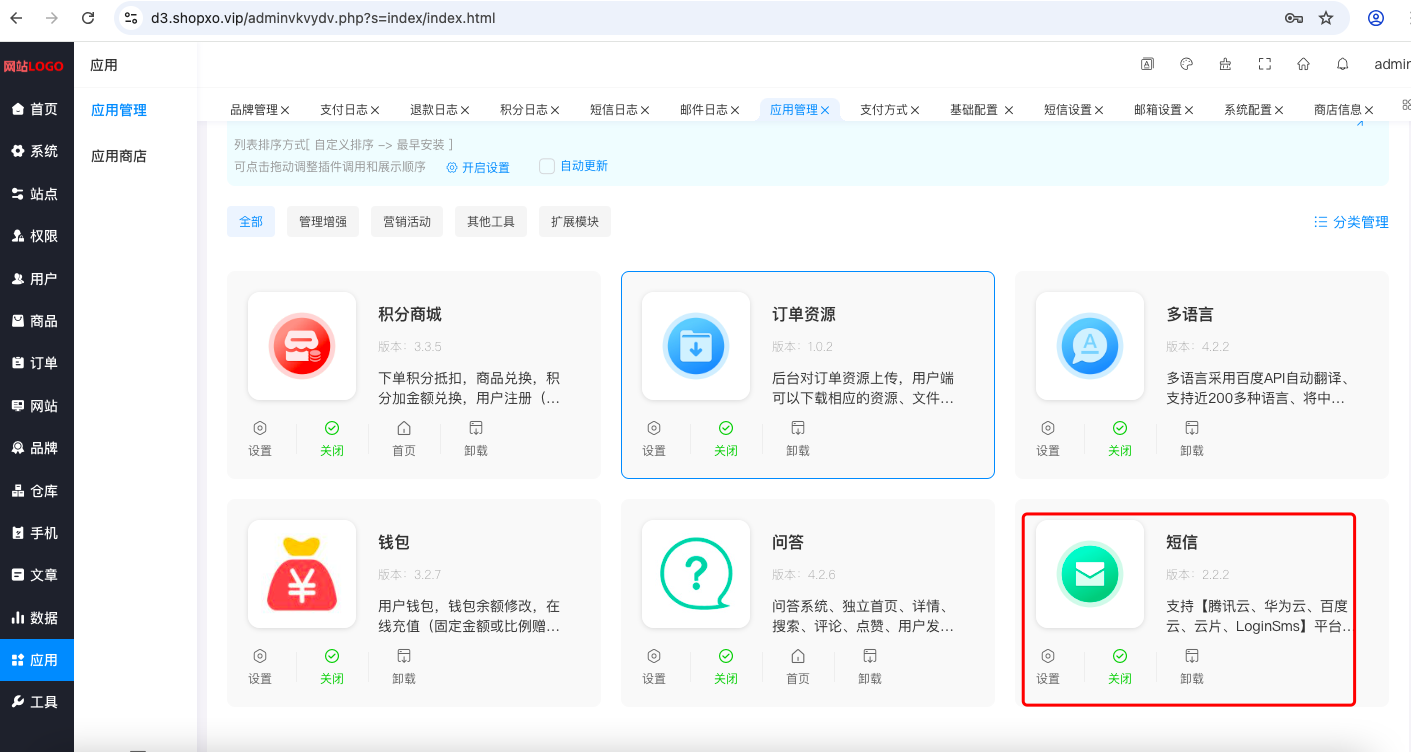 d3.shopxo.vip/adminvkvydv.php?s=index/index.html
网站LOGO
首页
系统
站点
权限
用户
商品
订单
网站
品牌
仓库
手机
文章
数据
应用
工具
应用
应用管理
应用商店
admin
品牌管理
支付日志
退款日志
积分日志
短信日志
邮件日志
应用管理
支付方式
基础配置
短信设置
邮箱设置
系统配置
商店信息
列表排序方式[ 自定义排序 -> 最早安装 ]
可点击拖动调整插件调用和展示顺序 开启设置 自动更新
全部 管理增强 营销活动 其他工具 扩展模块 分类管理
积分商城
版本：3.3.5
下单积分抵扣，商品兑换，积
分加金额兑换，用户注册（...
设置 关闭 首页 卸载
订单资源
版本：1.0.2
后台对订单资源上传，用户端
可以下载相应的资源、文件...
设置 关闭 卸载
多语言
版本：4.2.2
多语言采用百度API自动翻译、
支持近200多种语言、将中...
设置 关闭 卸载
钱包
版本：3.2.7
用户钱包，钱包余额修改，在
线充值（固定金额或比例赠...
设置 关闭 卸载
问答
版本：4.2.6
问答系统、独立首页、详情、
搜索、评论、点赞、用户发...
设置 关闭 首页 卸载
短信
版本：2.2.2
支持【腾讯云、华为云、百度
云、云片、LoginSms】平台...
设置 关闭 卸载